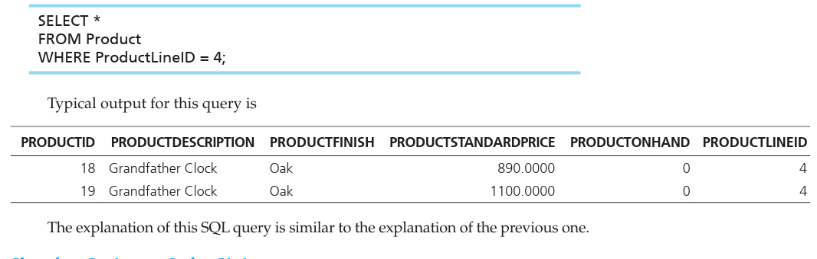 SELECT *
FROM Product
WHERE ProductLineID = 4;
Typical output for this query is
PRODUCTID PRODUCTDESCRIPTION PRODUCTFINISH PRODUCTSTANDARDPRICE PRODUCTONHAND PRODUCTLINEID
18 Grandfather Clock Oak 890.0000 0 4
19 Grandfather Clock Oak 1100.0000 0 4
The explanation of this SQL query is similar to the explanation of the previous one.